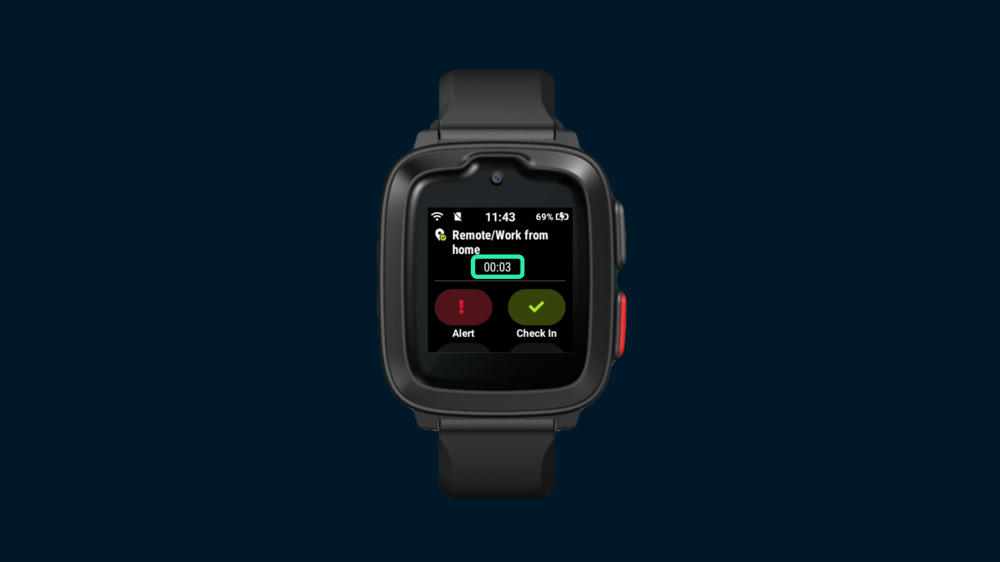 11:43 69%
Remote/Work from
home
00:03
Alert Check In